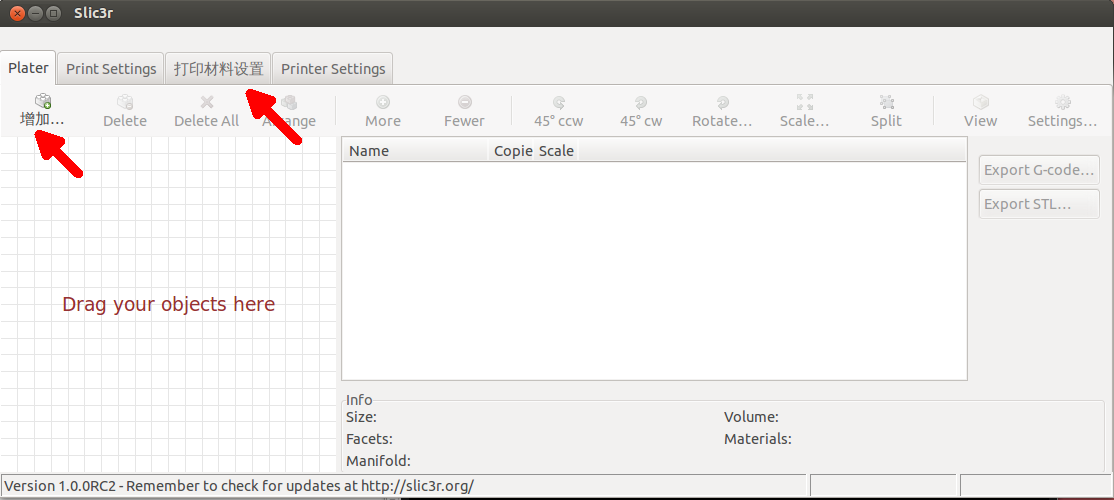 Slic3r
Plater Print Settings 打印材料设置 Printer Settings
增加... Delete Delete All Arrange More Fewer 45° ccw 45° cw Rotate... Scale... Split View Settings...
Name Copie Scale
Export G-code...
Export STL...
Drag your objects here
Info
Size: Volume:
Facets: Materials:
Manifold:
Version 1.0.0RC2 - Remember to check for updates at http://slic3r.org/